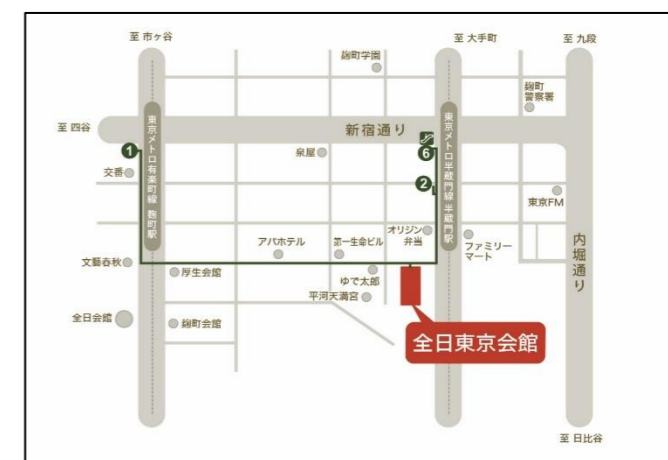 至 市ヶ谷
至 大手町
至 九段
麹町学園
麹町
警察署
至 四谷
新宿通り
東京メトロ有楽町線 麹町駅
東京メトロ半蔵門線 半蔵門駅
1
泉屋
6
交番
2
東京FM
オリジン
弁当
アパホテル
第一生命ビル
ファミリー
マート
内堀通り
文藝春秋
厚生会館
ゆで太郎
平河天満宮
全日会館
麹町会館
全日東京会館
至 日比谷